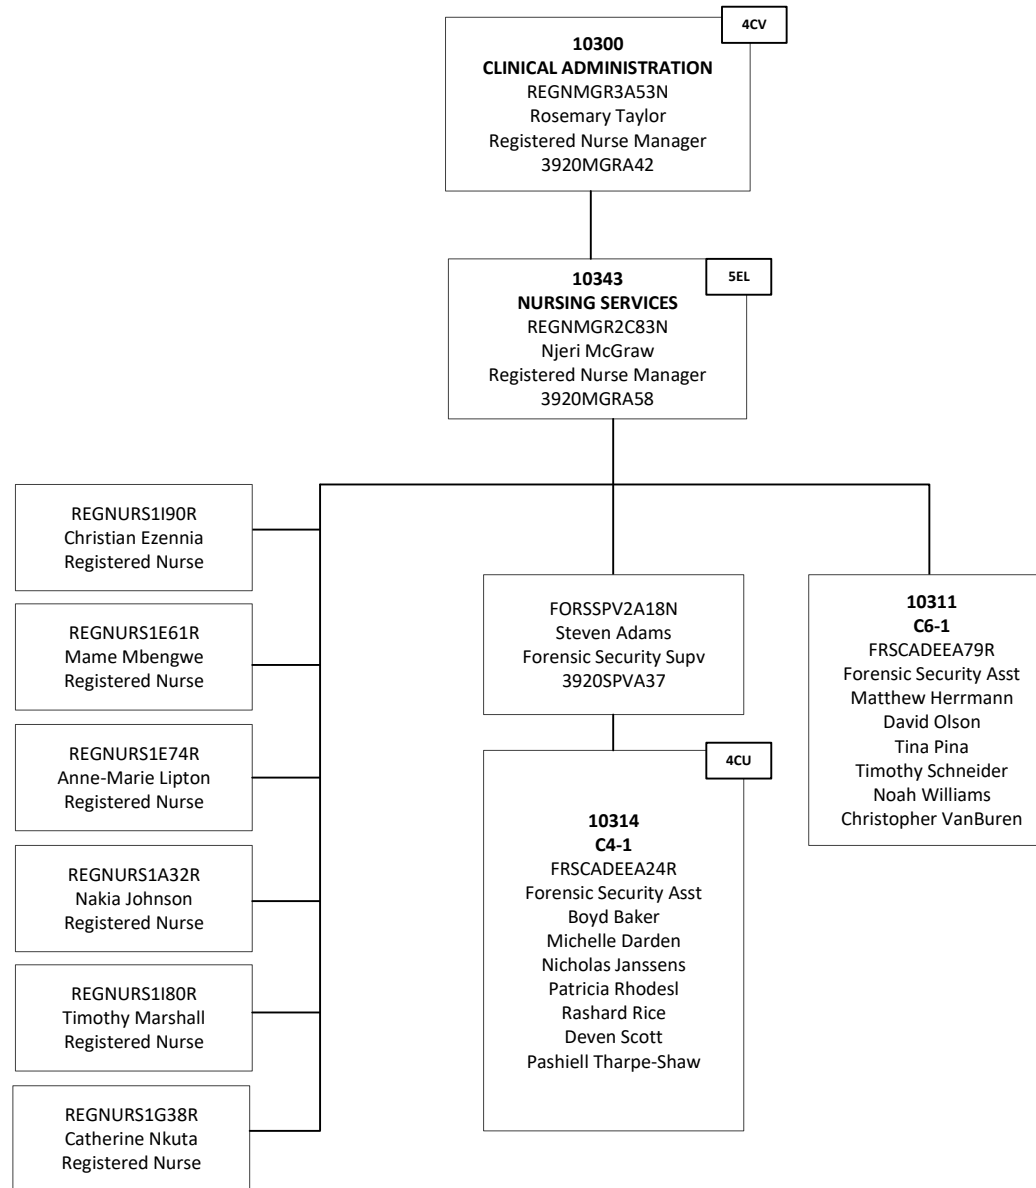 4CV
10300
CLINICAL ADMINISTRATION
REGNMGR3A53N
Rosemary Taylor
Registered Nurse Manager
3920MGRA42
5EL
10343
NURSING SERVICES
REGNMGR2C83N
Njeri McGraw
Registered Nurse Manager
3920MGRA58
REGNURS1I90R
Christian Ezennia
Registered Nurse
REGNURS1E61R
Mame Mbengwe
Registered Nurse
REGNURS1E74R
Anne-Marie Lipton
Registered Nurse
REGNURS1A32R
Nakia Johnson
Registered Nurse
REGNURS1I80R
Timothy Marshall
Registered Nurse
REGNURS1G38R
Catherine Nkuta
Registered Nurse
FORSSPV2A18N
Steven Adams
Forensic Security Supv
3920SPVA37
4CU
10314
C4-1
FRSCADEEA24R
Forensic Security Asst
Boyd Baker
Michelle Darden
Nicholas Janssens
Patricia Rhodesl
Rashard Rice
Deven Scott
Pashiell Tharpe-Shaw
10311
C6-1
FRSCADEEA79R
Forensic Security Asst
Matthew Herrmann
David Olson
Tina Pina
Timothy Schneider
Noah Williams
Christopher VanBuren